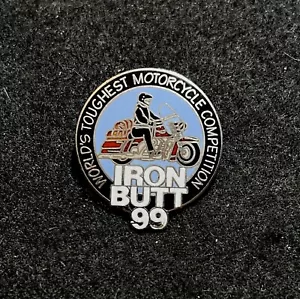 WORLD'S TOUGHEST MOTORCYCLE COMPETITION
IRON
BUTT
99